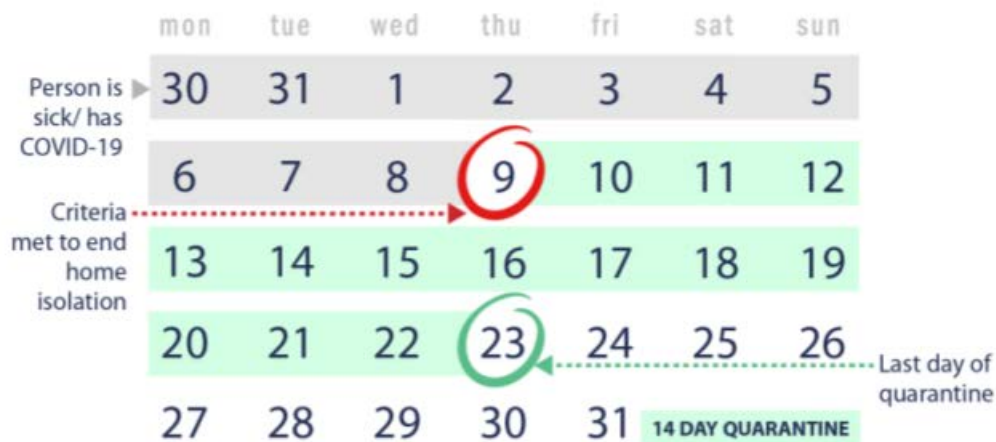 mon tue wed thu fri sat sun
Person is
sick/ has
COVID-19
30 31 1 2 3 4 5
6 7 8 9 10 11 12
Criteria
met to end
home
isolation
13 14 15 16 17 18 19
20 21 22 23 24 25 26
Last day of
quarantine
27 28 29 30 31 14 DAY QUARANTINE